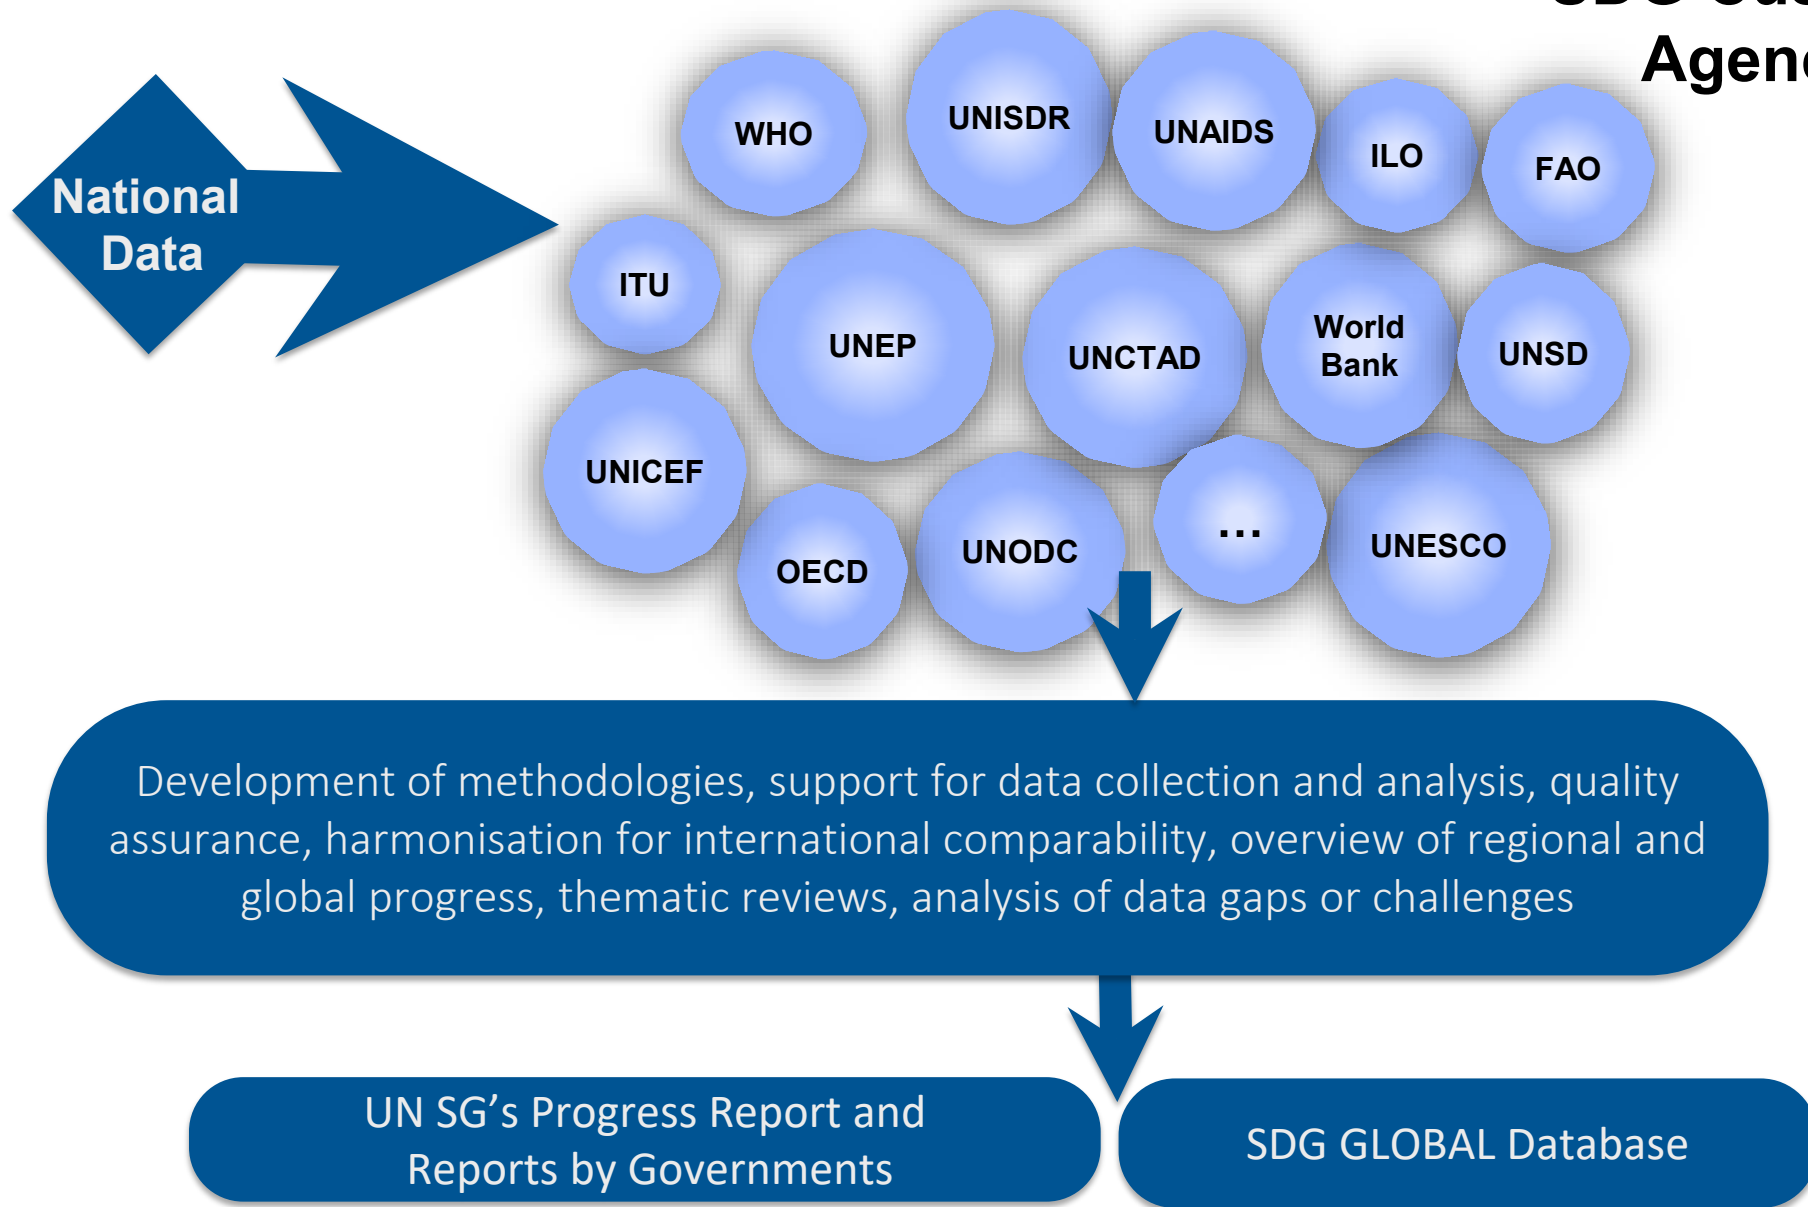 Agen
National
Data
WHO
UNISDR
UNAIDS
ILO
FAO
ITU
UNEP
UNCTAD
World
Bank
UNSD
UNICEF
OECD
UNODC
...
UNESCO
Development of methodologies, support for data collection and analysis, quality
assurance, harmonisation for international comparability, overview of regional and
global progress, thematic reviews, analysis of data gaps or challenges
UN SG’s Progress Report and
Reports by Governments
SDG GLOBAL Database